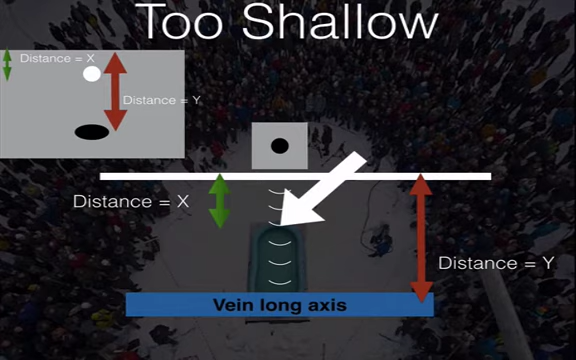 Too Shallow
Distance = X
Distance = Y
Distance = X
Distance = Y
Vein long axis